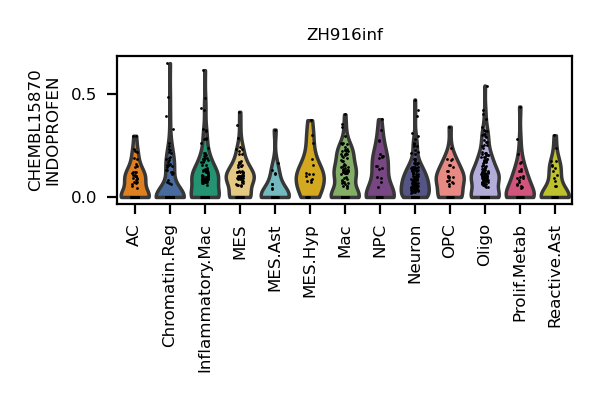 ZH916inf
CHEMBL15870
INDOPROFEN
0.5
0.0
AC
Chromatin.Reg
Inflammatory.Mac
MES
MES.Ast
MES.Hyp
Mac
NPC
Neuron
OPC
Oligo
Prolif.Metab
Reactive.Ast